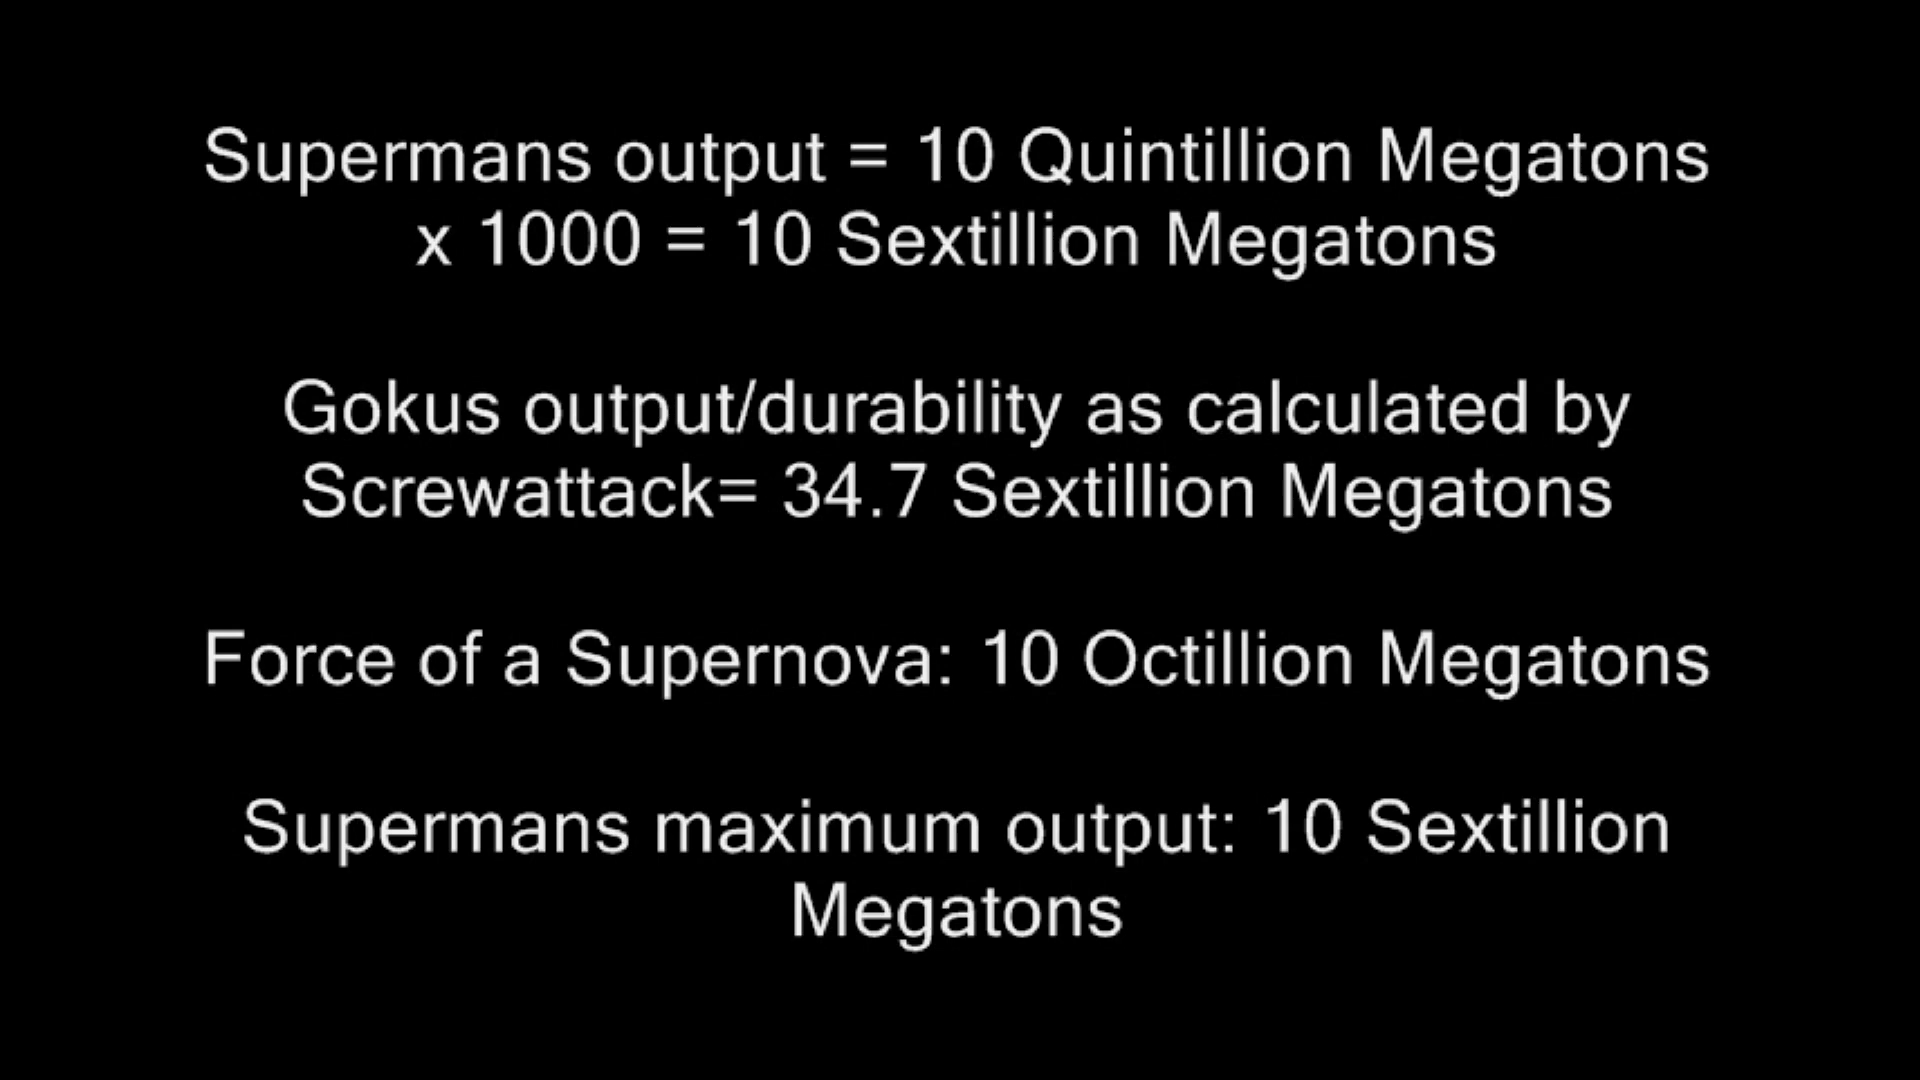 Supermans output = 10 Quintillion Megatons
x 1000 = 10 Sextillion Megatons
Gokus output/durability as calculated by
Screwattack= 34.7 Sextillion Megatons
Force of a Supernova: 10 Octillion Megatons
Supermans maximum output: 10 Sextillion
Megatons